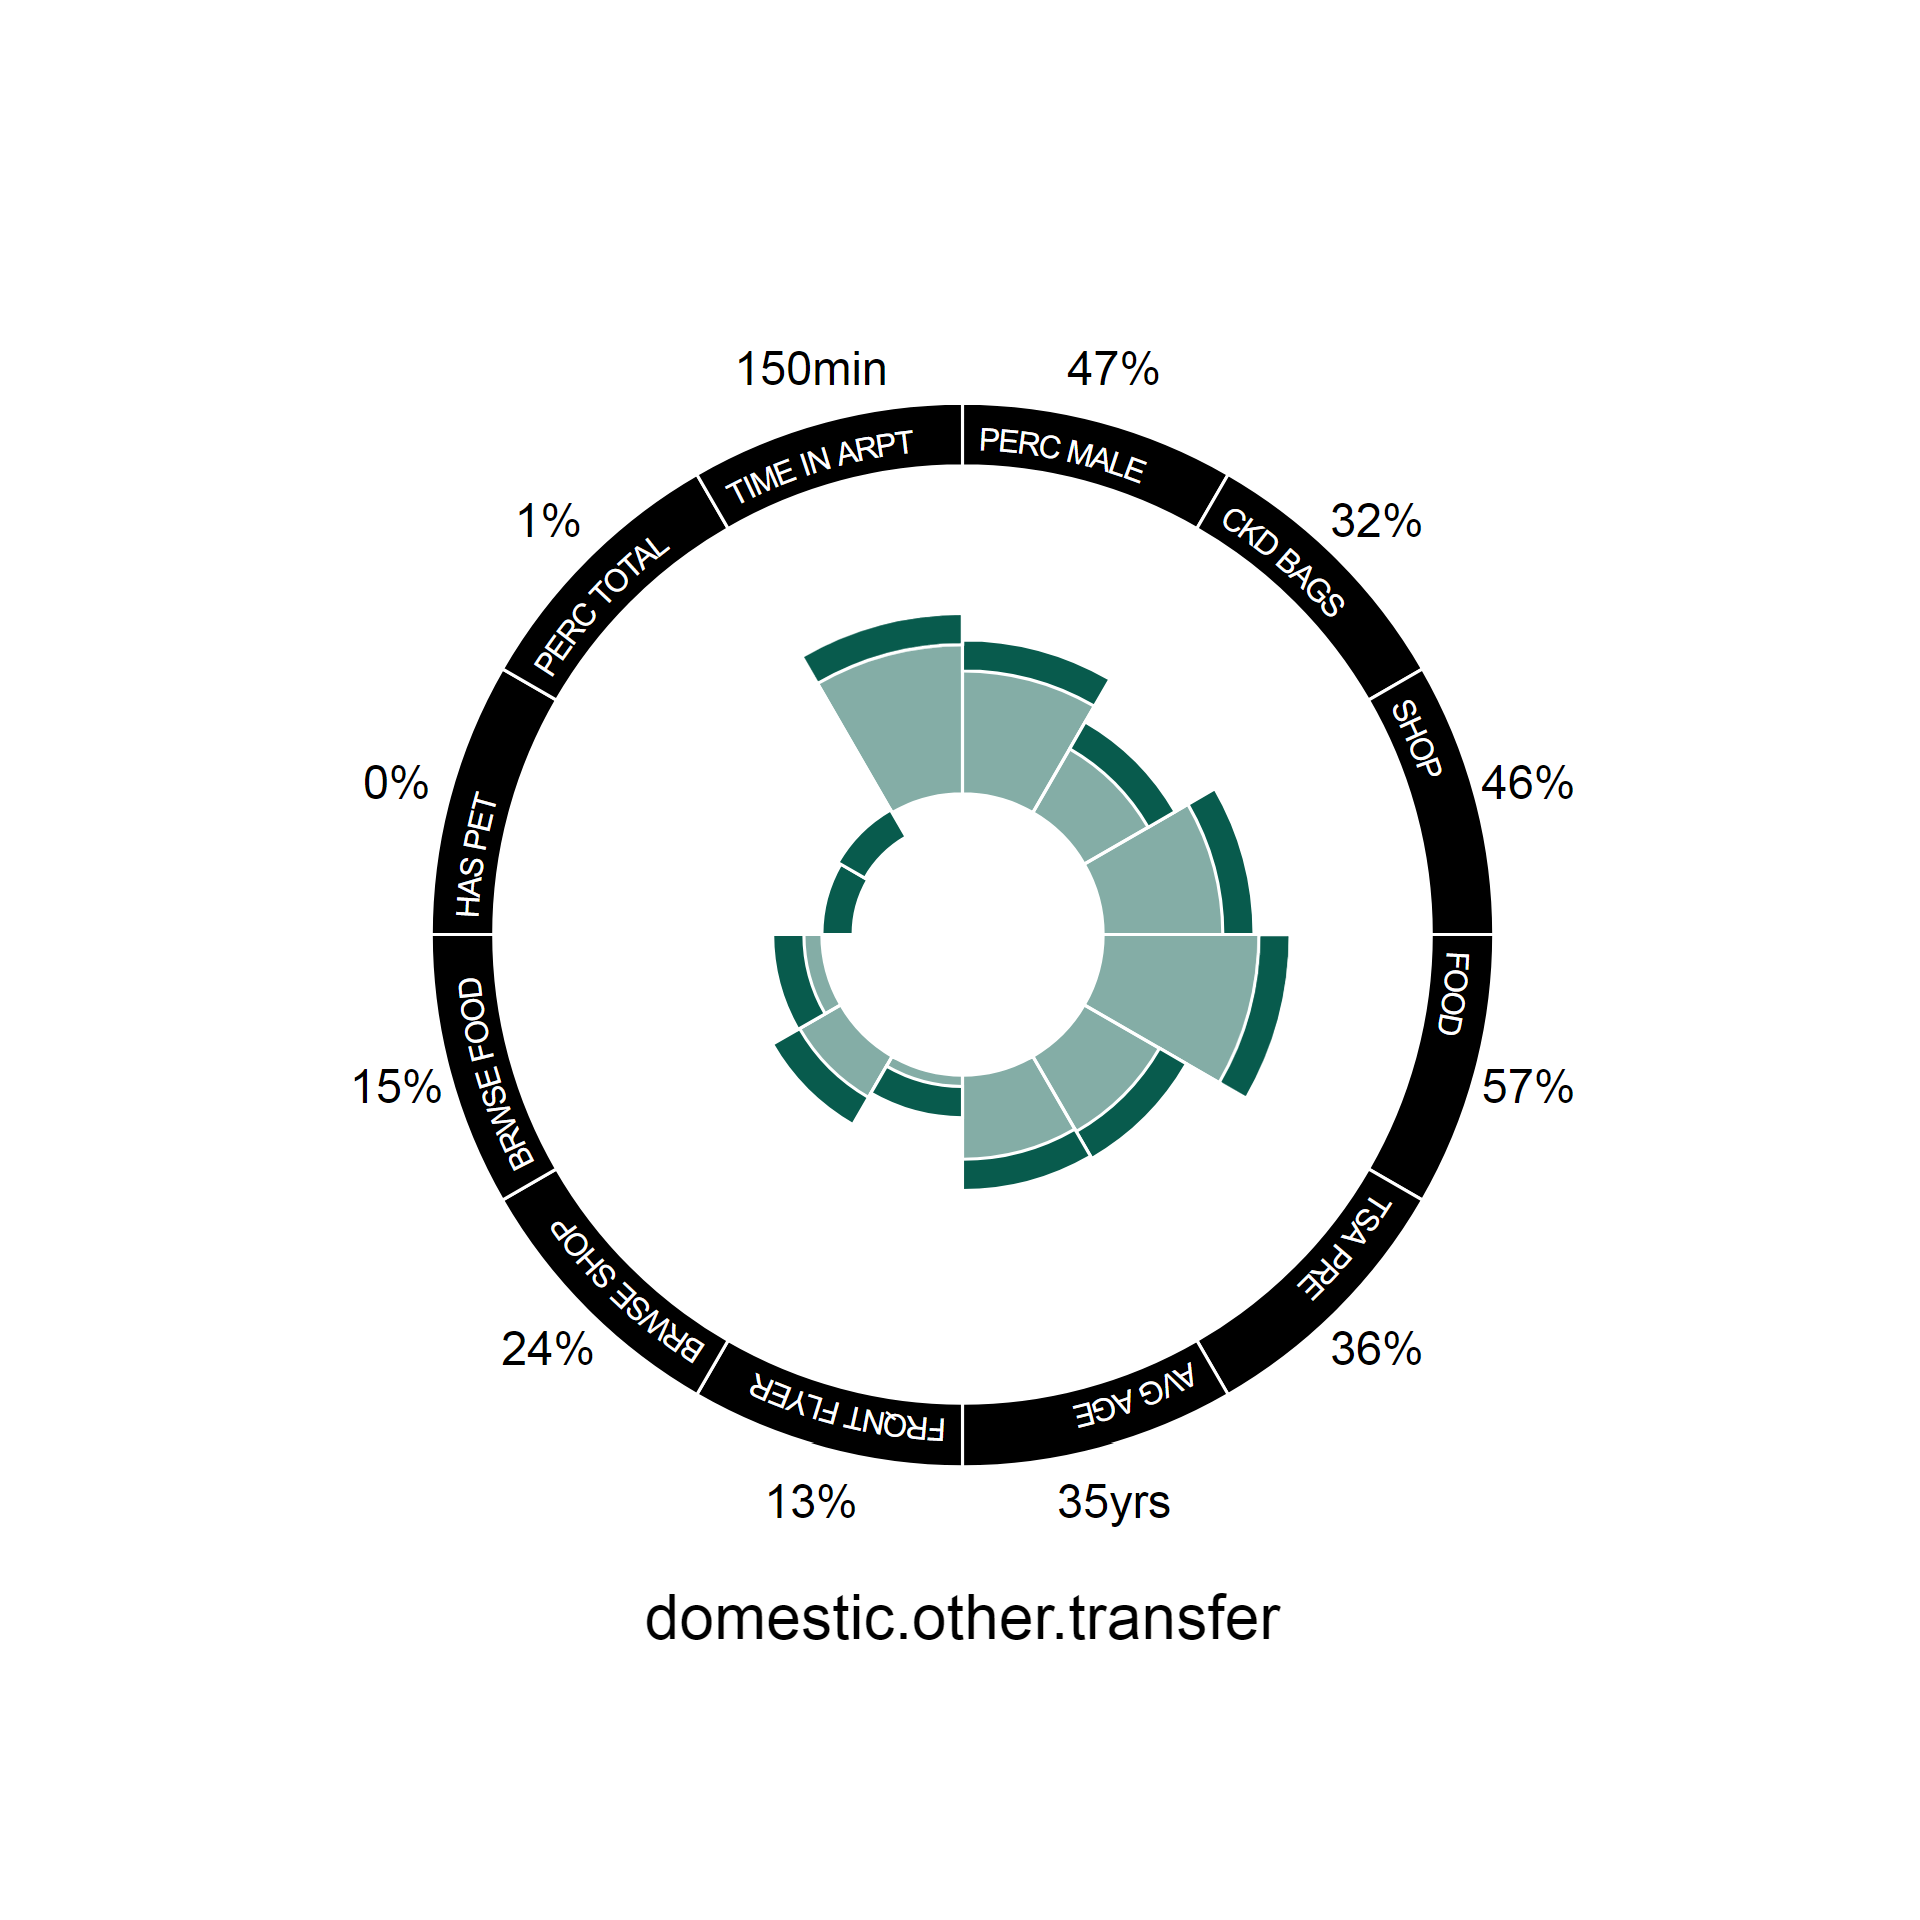 150min
47%
TIME IN ARPT
PERC MALE
1%
32%
PERC TOTAL
CKD BAGS
0%
46%
HAS PET
SHOP
15%
57%
BRWSE FOOD
FOOD
24%
36%
BRWSE SHOP
TSA PRE
13%
35yrs
FRQNT FLYER
AVG AGE
domestic.other.transfer